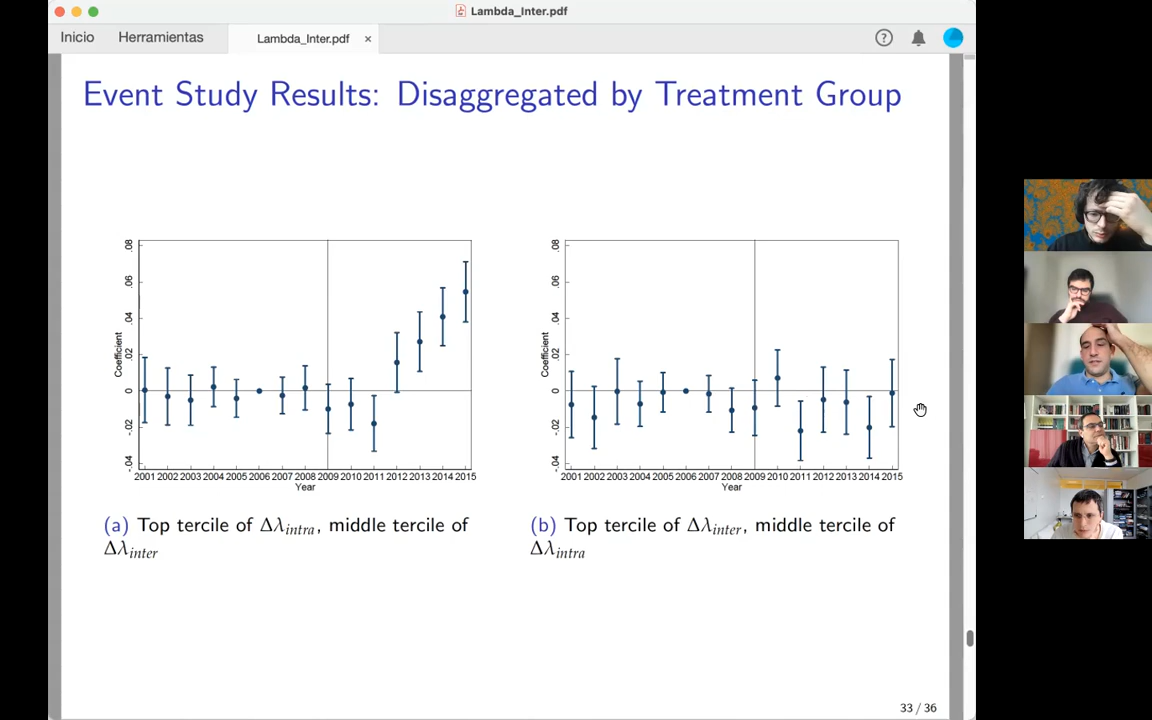 Lambda_Inter.pdf
Inicio Herramientas Lambda_Inter.pdf × ?
Event Study Results: Disaggregated by Treatment Group
.08
.06
.04
.02
0
-.02
-.04
Coefficient
2001 2002 2003 2004 2005 2006 2007 2008 2009 2010 2011 2012 2013 2014 2015
Year
(a) Top tercile of Δλintra, middle tercile of
Δλinter
.08
.06
.04
.02
0
-.02
-.04
Coefficient
2001 2002 2003 2004 2005 2006 2007 2008 2009 2010 2011 2012 2013 2014 2015
Year
(b) Top tercile of Δλinter, middle tercile of
Δλintra
33 / 36